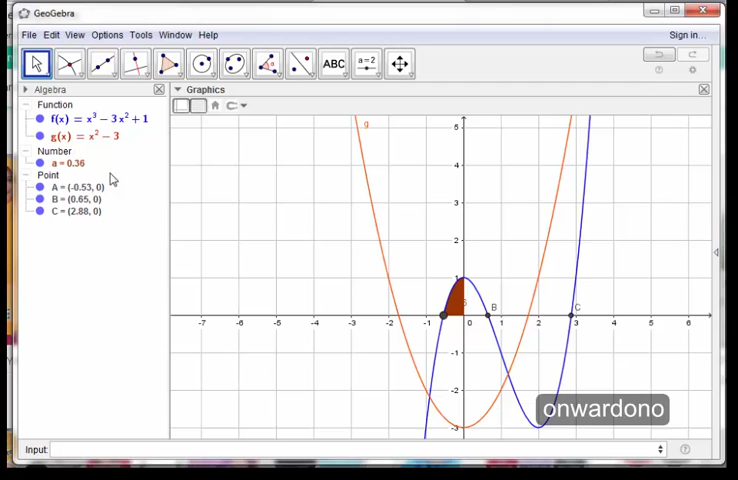 GeoGebra
File Edit View Options Tools Window Help Sign in...
ABC a=2
Algebra Graphics
Function
f(x) = x³ − 3 x² + 1
g(x) = x² − 3
Number
a = 0.36
Point
A = (-0.53, 0)
B = (0.65, 0)
C = (2.88, 0)
g
5
4
3
2
1
B C
-7 -6 -5 -4 -3 -2 -1 0 1 2 3 4 5 6
-1
-2
-3
onwardono
Input: